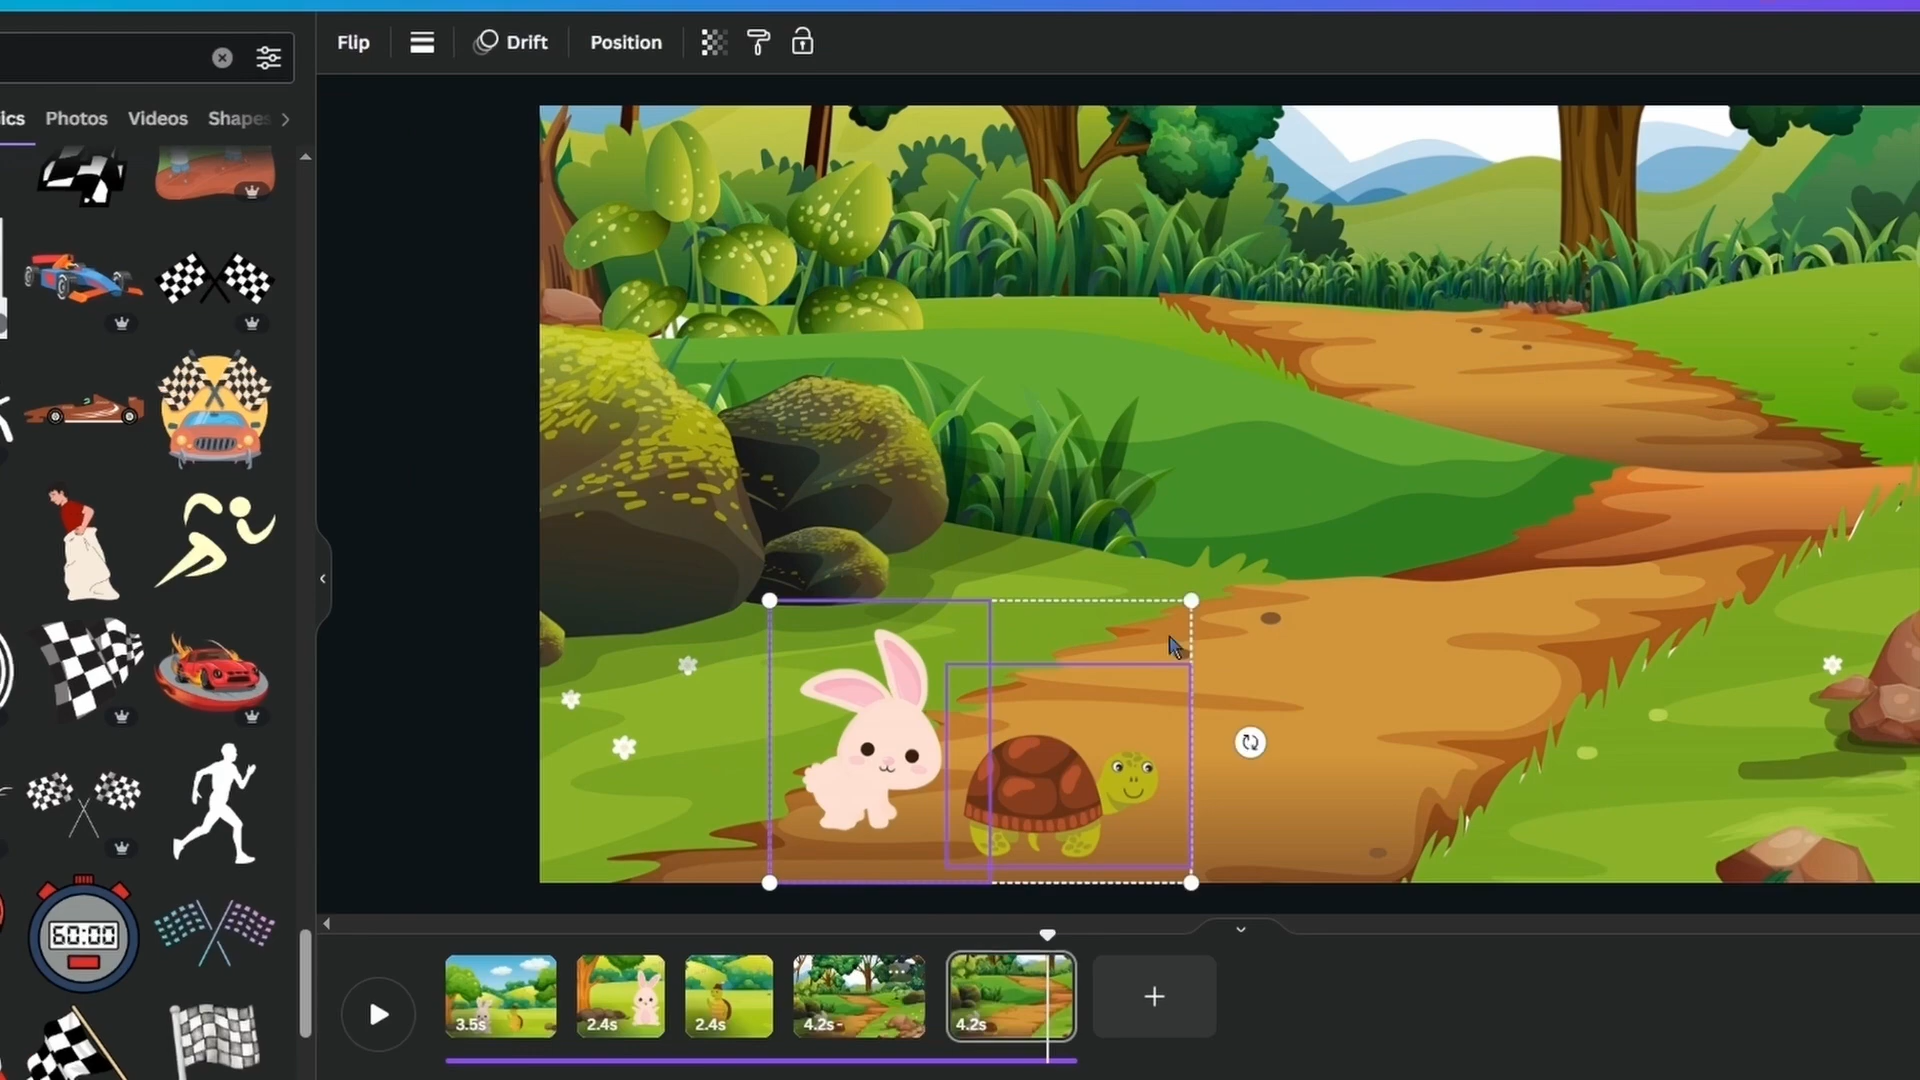 Flip Drift Position
ics Photos Videos Shapes
60:00
3.5s 2.4s 2.4s 4.2s 4.2s